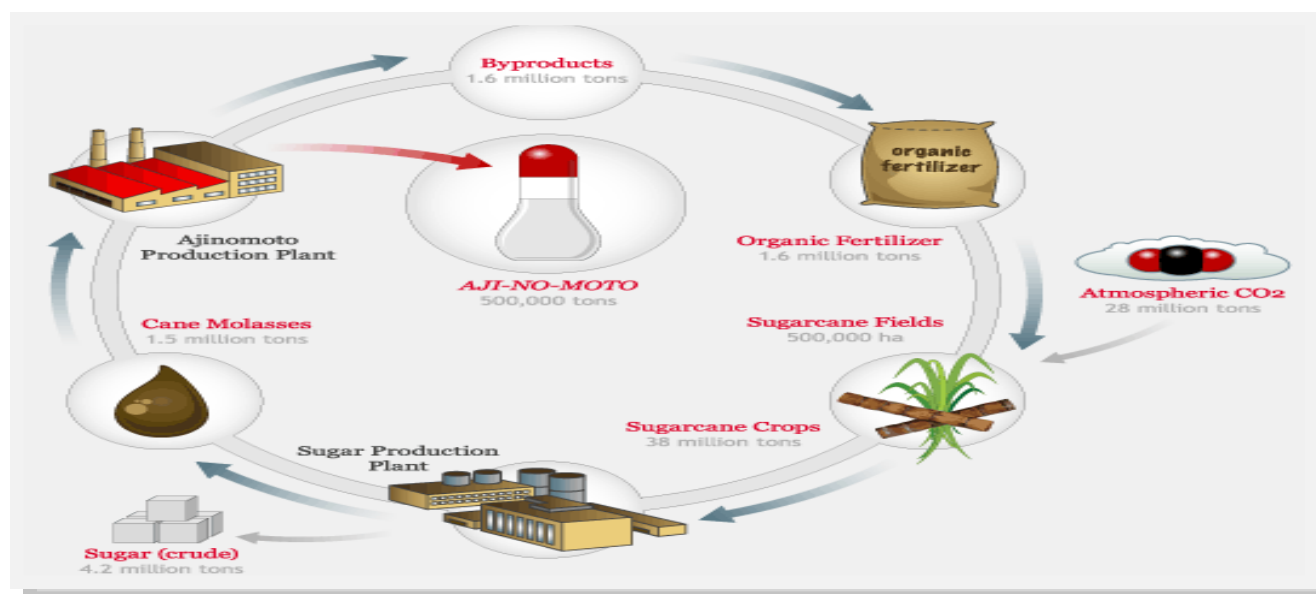 Byproducts
1.6 million tons
organic
fertilizer
Ajinomoto
Production Plant
Organic Fertilizer
1.6 million tons
AJI-NO-MOTO
500,000 tons
Atmospheric CO2
28 million tons
Cane Molasses
1.5 million tons
Sugarcane Fields
500,000 ha
Sugarcane Crops
38 million tons
Sugar Production
Plant
Sugar (crude)
4.2 million tons